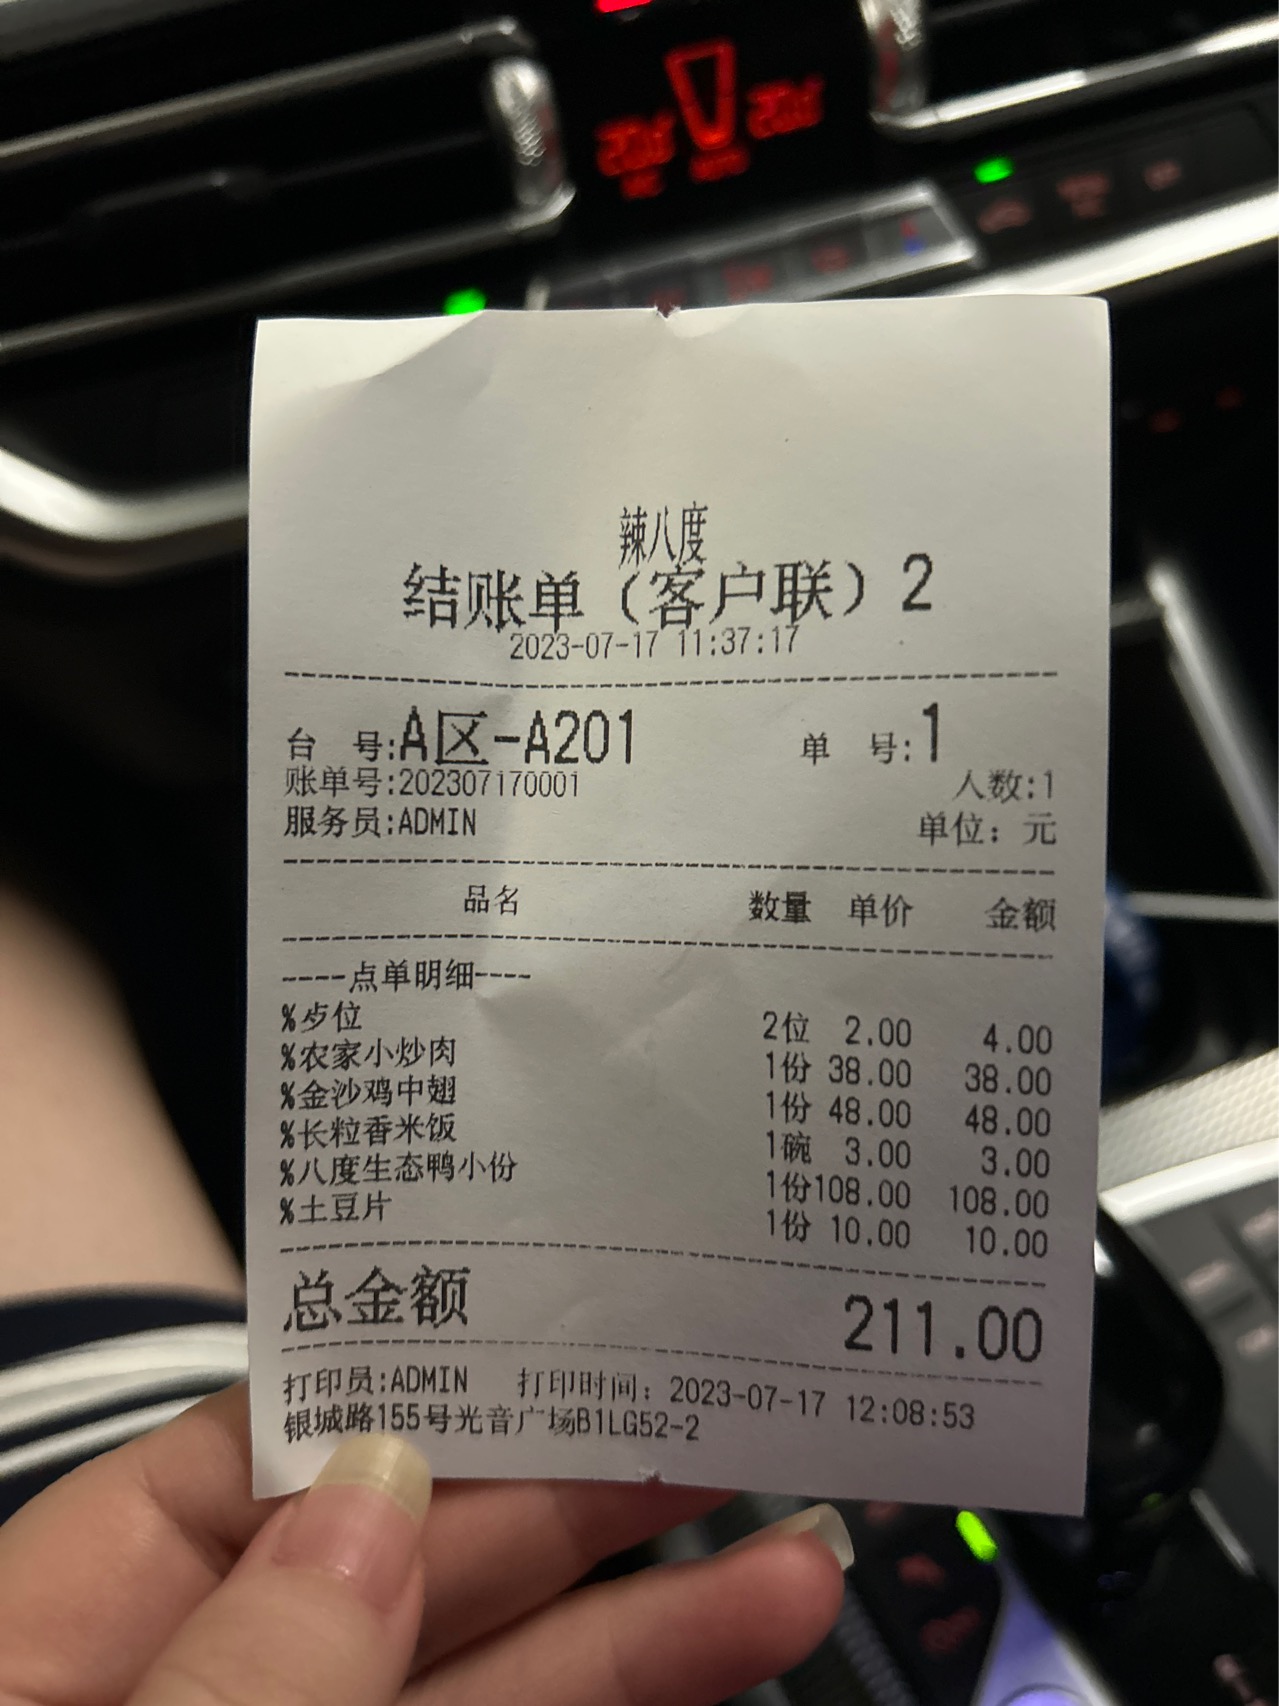 辣八度
结账单（客户联）2
2023-07-17 11:37:17
台 号:A区-A201 单 号:1
账单号:202307170001 人数:1
服务员:ADMIN 单位：元
品名 数量 单价 金额
----点单明细----
%歺位 2位 2.00 4.00
%农家小炒肉 1份 38.00 38.00
%金沙鸡中翅 1份 48.00 48.00
%长粒香米饭 1碗 3.00 3.00
%八度生态鸭小份 1份 108.00 108.00
%土豆片 1份 10.00 10.00
总金额 211.00
打印员:ADMIN 打印时间：2023-07-17 12:08:53
银城路155号光音广场B1LG52-2